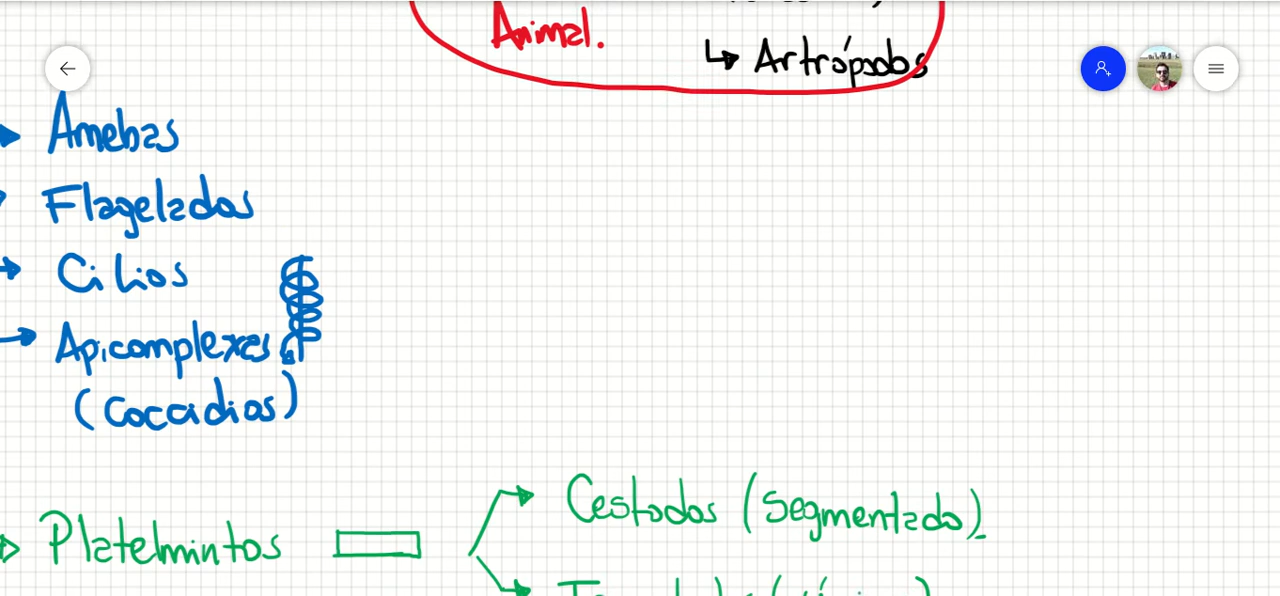 Animal.
↳ Artrópodos
Amebas
Flagelados
Cilios
Apicomplexas
(Coccidios)
Cestodos (Segmentado).
Platelmintos